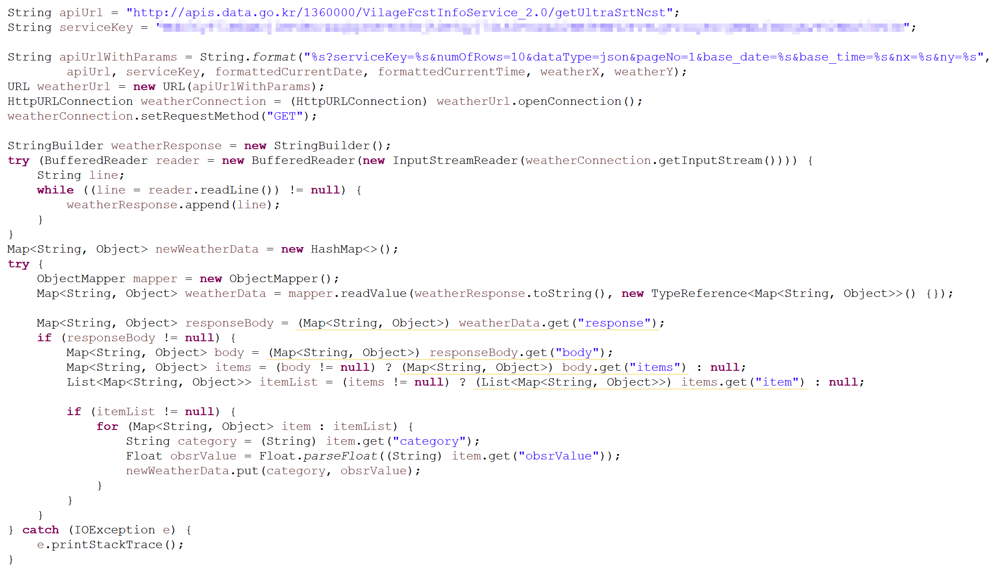 String apiUrl = "http://apis.data.go.kr/1360000/VilageFcstInfoService_2.0/getUltraSrtNcst";
String serviceKey = "";
String apiUrlWithParams = String.format("%s?serviceKey=%s&numOfRows=10&dataType=json&pageNo=1&base_date=%s&base_time=%s&nx=%s&ny=%s",
apiUrl, serviceKey, formattedCurrentDate, formattedCurrentTime, weatherX, weatherY);
URL weatherUrl = new URL(apiUrlWithParams);
HttpURLConnection weatherConnection = (HttpURLConnection) weatherUrl.openConnection();
weatherConnection.setRequestMethod("GET");
StringBuilder weatherResponse = new StringBuilder();
try (BufferedReader reader = new BufferedReader(new InputStreamReader(weatherConnection.getInputStream()))) {
String line;
while ((line = reader.readLine()) != null) {
weatherResponse.append(line);
}
}
Map<String, Object> newWeatherData = new HashMap<>();
try {
ObjectMapper mapper = new ObjectMapper();
Map<String, Object> weatherData = mapper.readValue(weatherResponse.toString(), new TypeReference<Map<String, Object>>() {});
Map<String, Object> responseBody = (Map<String, Object>) weatherData.get("response");
if (responseBody != null) {
Map<String, Object> body = (Map<String, Object>) responseBody.get("body");
Map<String, Object> items = (body != null) ? (Map<String, Object>) body.get("items") : null;
List<Map<String, Object>> itemList = (items != null) ? (List<Map<String, Object>>) items.get("item") : null;
if (itemList != null) {
for (Map<String, Object> item : itemList) {
String category = (String) item.get("category");
Float obsrValue = Float.parseFloat((String) item.get("obsrValue"));
newWeatherData.put(category, obsrValue);
}
}
}
} catch (IOException e) {
e.printStackTrace();
}